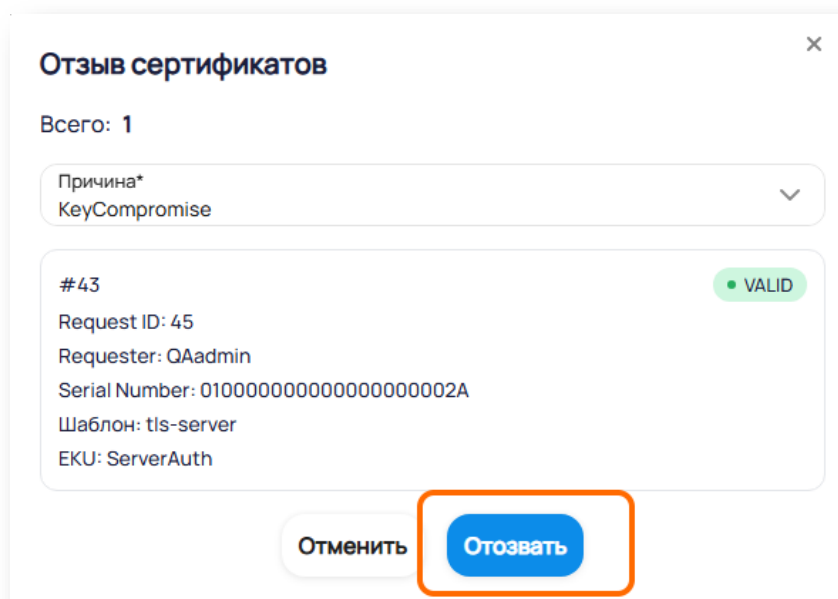 Отзыв сертификатов
Всего: 1
Причина*
KeyCompromise
#43
VALID
Request ID: 45
Requester: QAadmin
Serial Number: 010000000000000000002A
Шаблон: tls-server
EKU: ServerAuth
Отменить
Отозвать